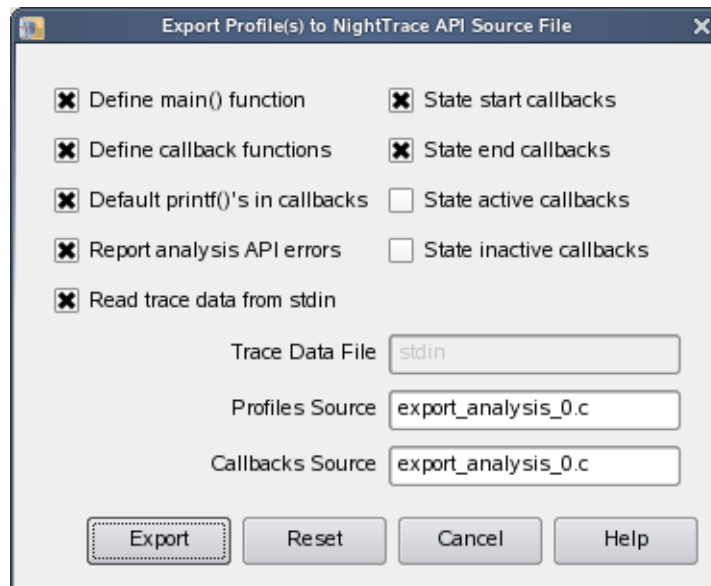 Export Profile(s) to NightTrace API Source File
Define main() function
State start callbacks
Define callback functions
State end callbacks
Default printf()'s in callbacks
State active callbacks
Report analysis API errors
State inactive callbacks
Read trace data from stdin
Trace Data File stdin
Profiles Source export_analysis_0.c
Callbacks Source export_analysis_0.c
Export Reset Cancel Help